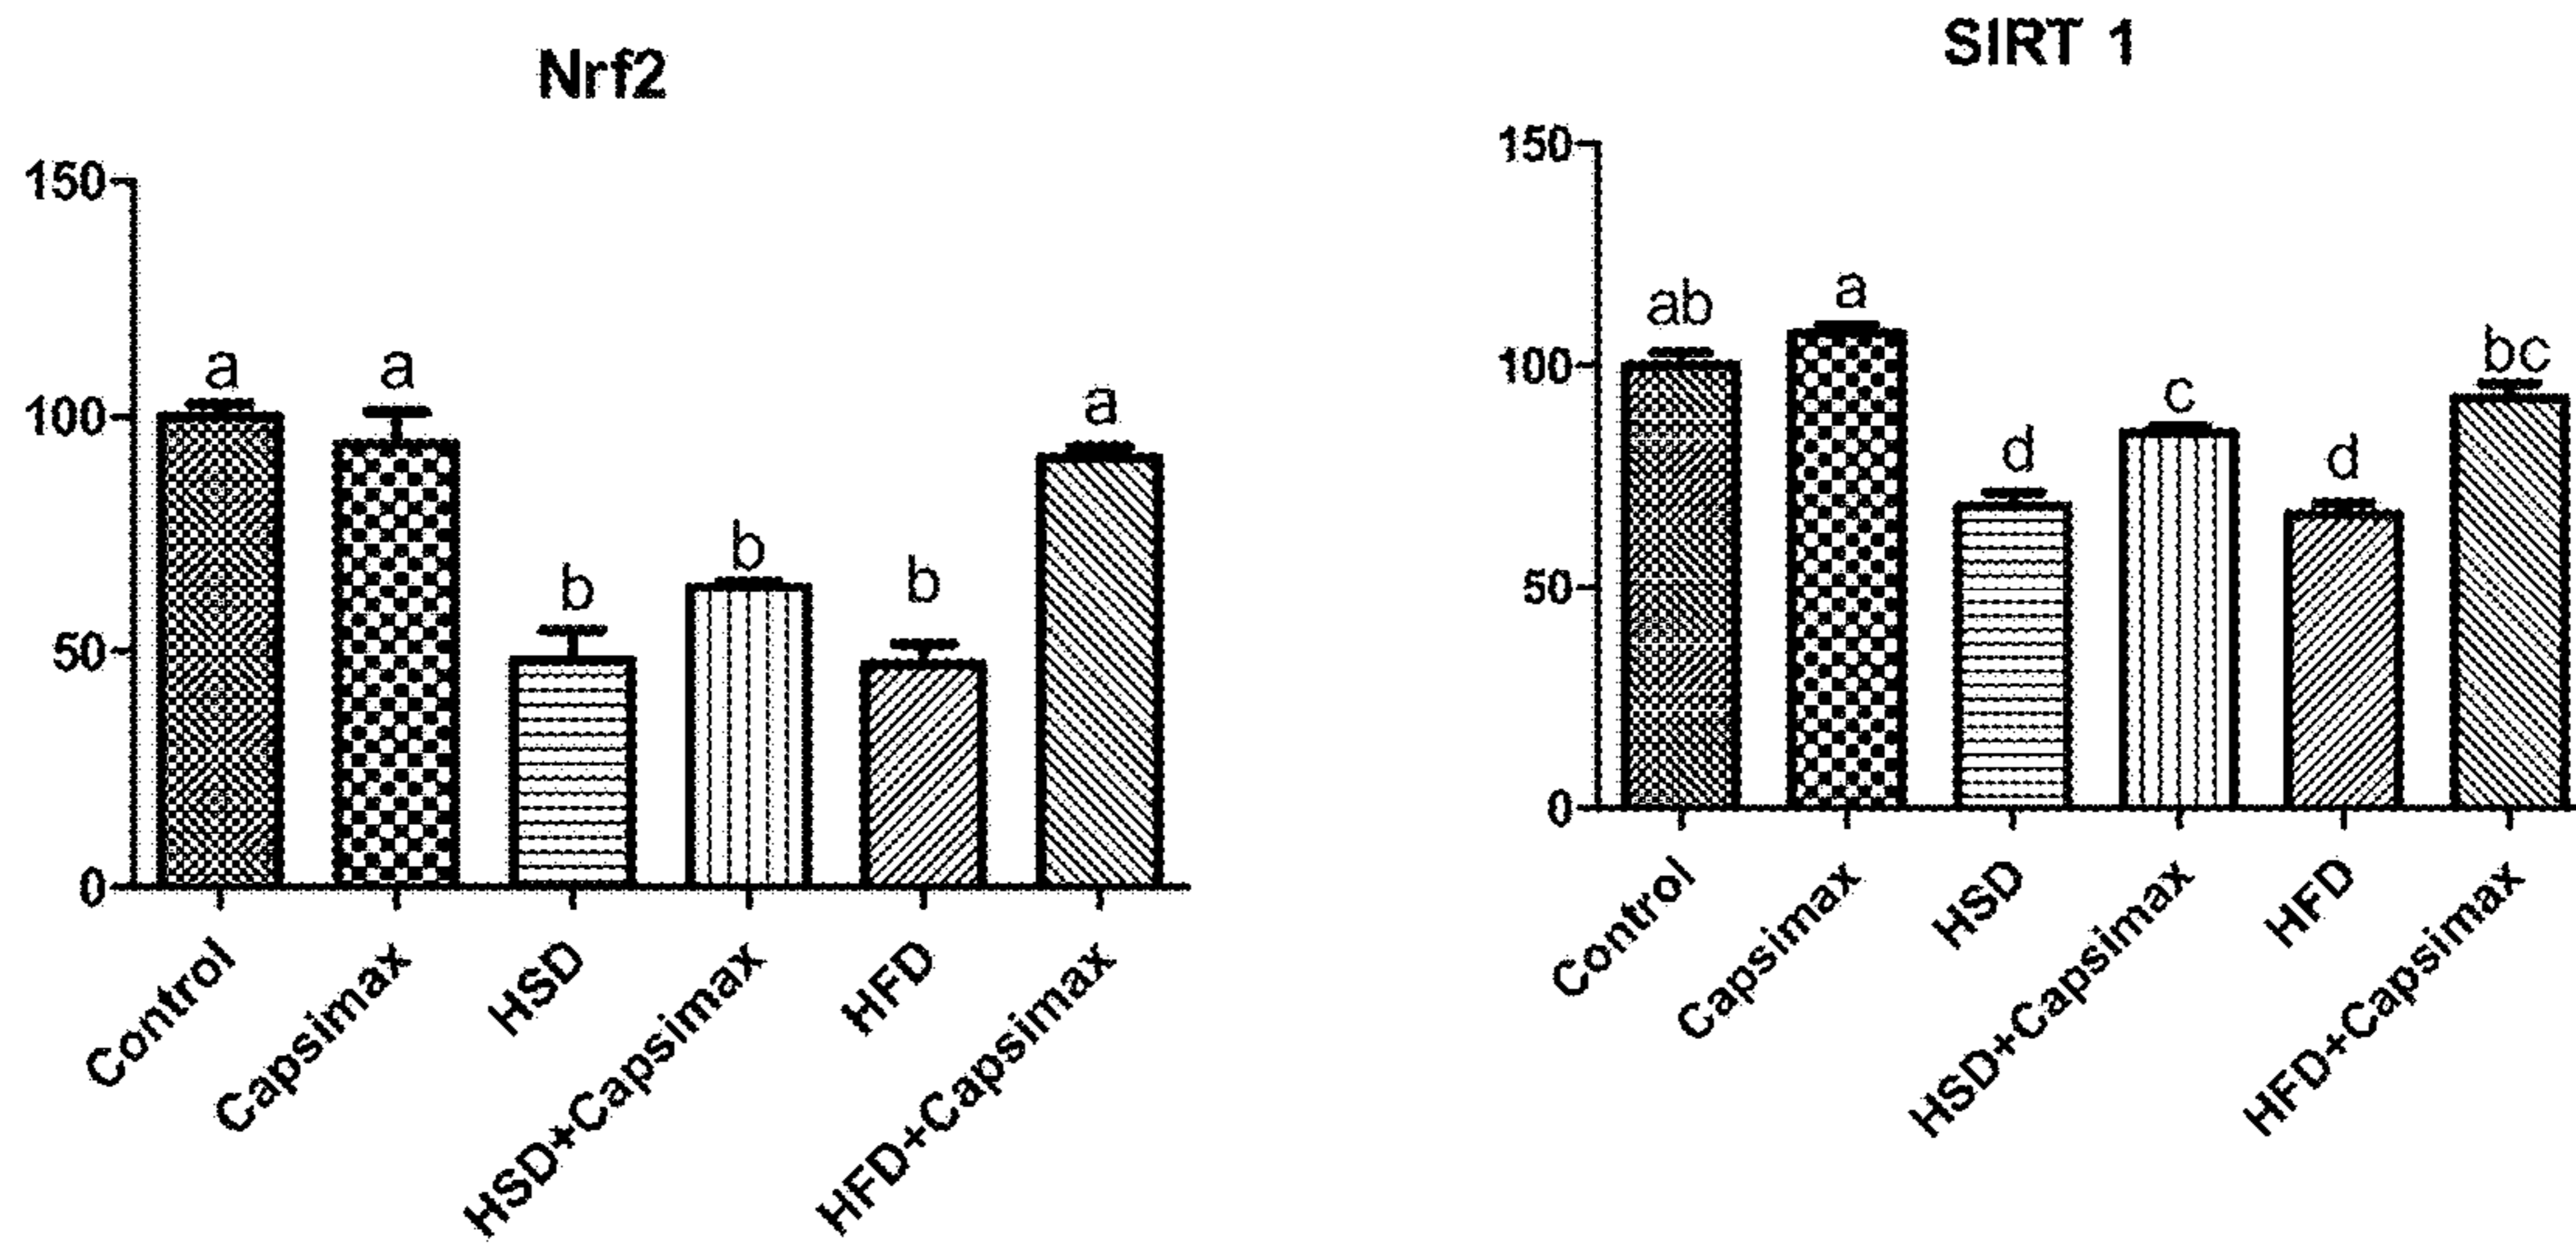 Nrf2
150
100
50
0
a
a
b
b
b
a
Control
Capsimax
HSD
HSD+Capsimax
HFD
HFD+Capsimax
SIRT 1
150
100
50
0
ab
a
d
c
d
bc
Control
Capsimax
HSD
HSD+Capsimax
HFD
HFD+Capsimax